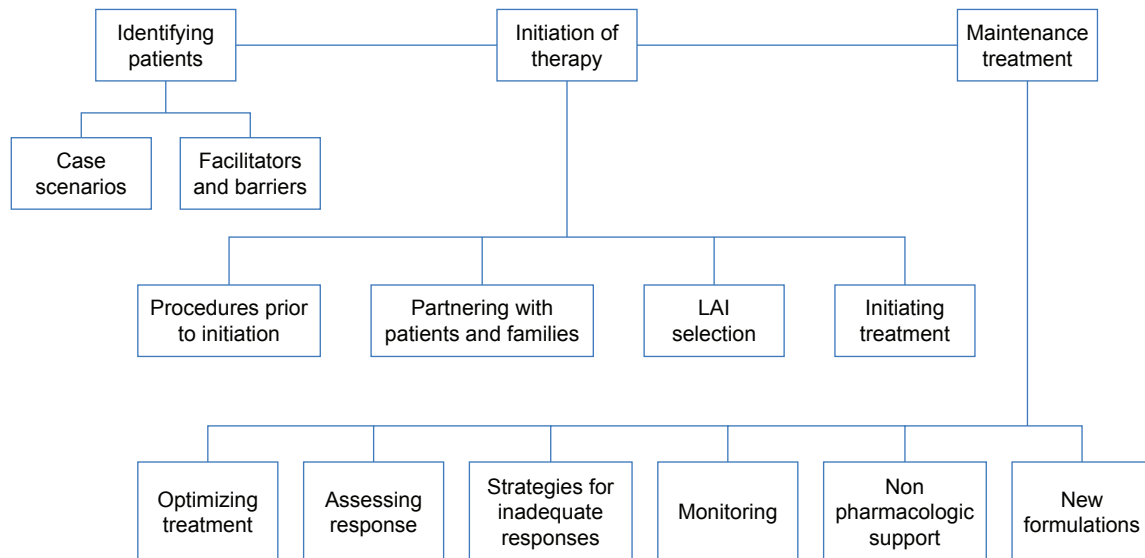 Identifying
patients
Initiation of
therapy
Maintenance
treatment
Case
scenarios
Facilitators
and barriers
Procedures prior
to initiation
Partnering with
patients and families
LAI
selection
Initiating
treatment
Optimizing
treatment
Assessing
response
Strategies for
inadequate
responses
Monitoring
Non
pharmacologic
support
New
formulations